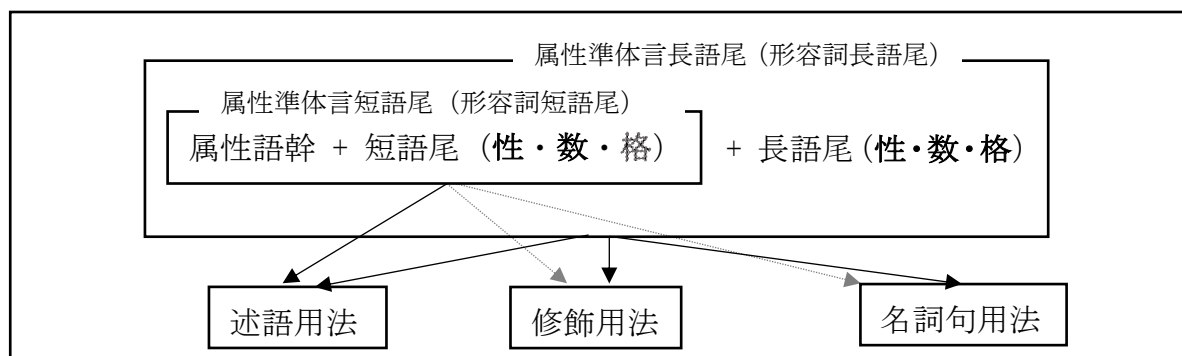 属性準体言長語尾（形容詞長語尾）
属性準体言短語尾（形容詞短語尾）
属性語幹 + 短語尾（性・数・格） + 長語尾（性・数・格）
述語用法 修飾用法 名詞句用法